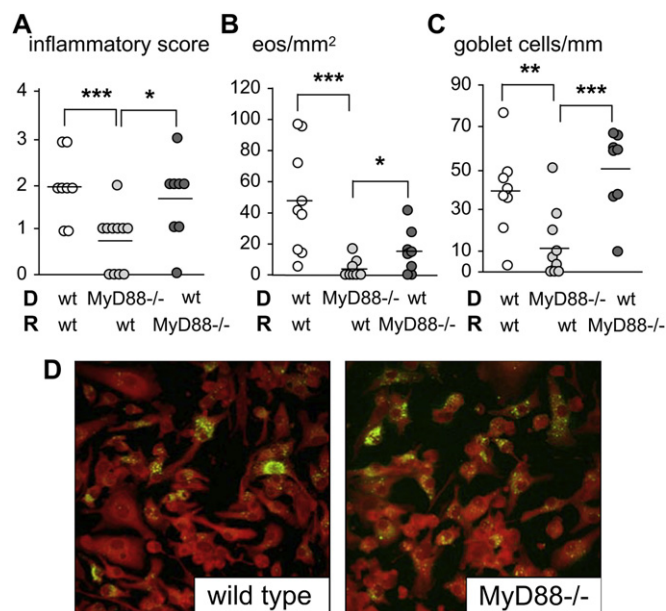 A inflammatory score
*** *
4
3
2
1
0
D wt MyD88-/- wt
R wt wt MyD88-/-
B eos/mm²
***
*
120
100
80
60
40
20
0
D wt MyD88-/- wt
R wt wt MyD88-/-
C goblet cells/mm
**
***
90
70
50
30
10
0
D wt MyD88-/- wt
R wt wt MyD88-/-
D
wild type
MyD88-/-